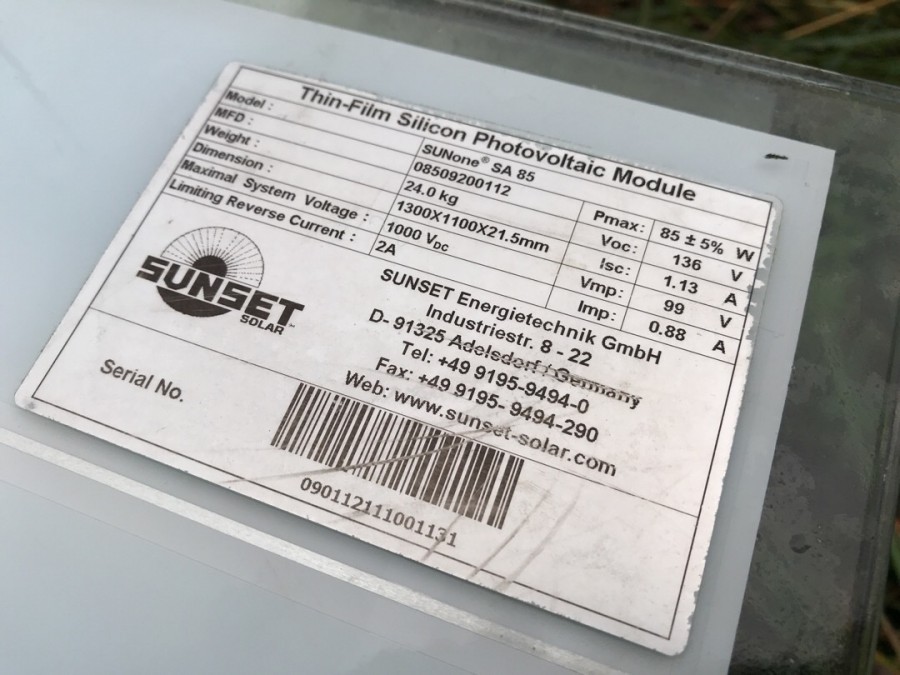 Thin-Film Silicon Photovoltaic Module
Model : SUNone® SA 85
MFD : 08509200112
Weight : 24.0 kg
Dimension : 1300X1100X21.5mm
Maximal System Voltage : 1000 VDC
Limiting Reverse Current : 2A
Pmax: 85 ± 5% W
Voc: 136 V
Isc: 1.13 A
Vmp: 99 V
Imp: 0.88 A
SUNSET
SOLAR™
SUNSET Energietechnik GmbH
Industriestr. 8 - 22
D- 91325 Adelsdorf / Germany
Tel: +49 9195-9494-0
Fax: +49 9195- 9494-290
Web: www.sunset-solar.com
Serial No.
090112111001131